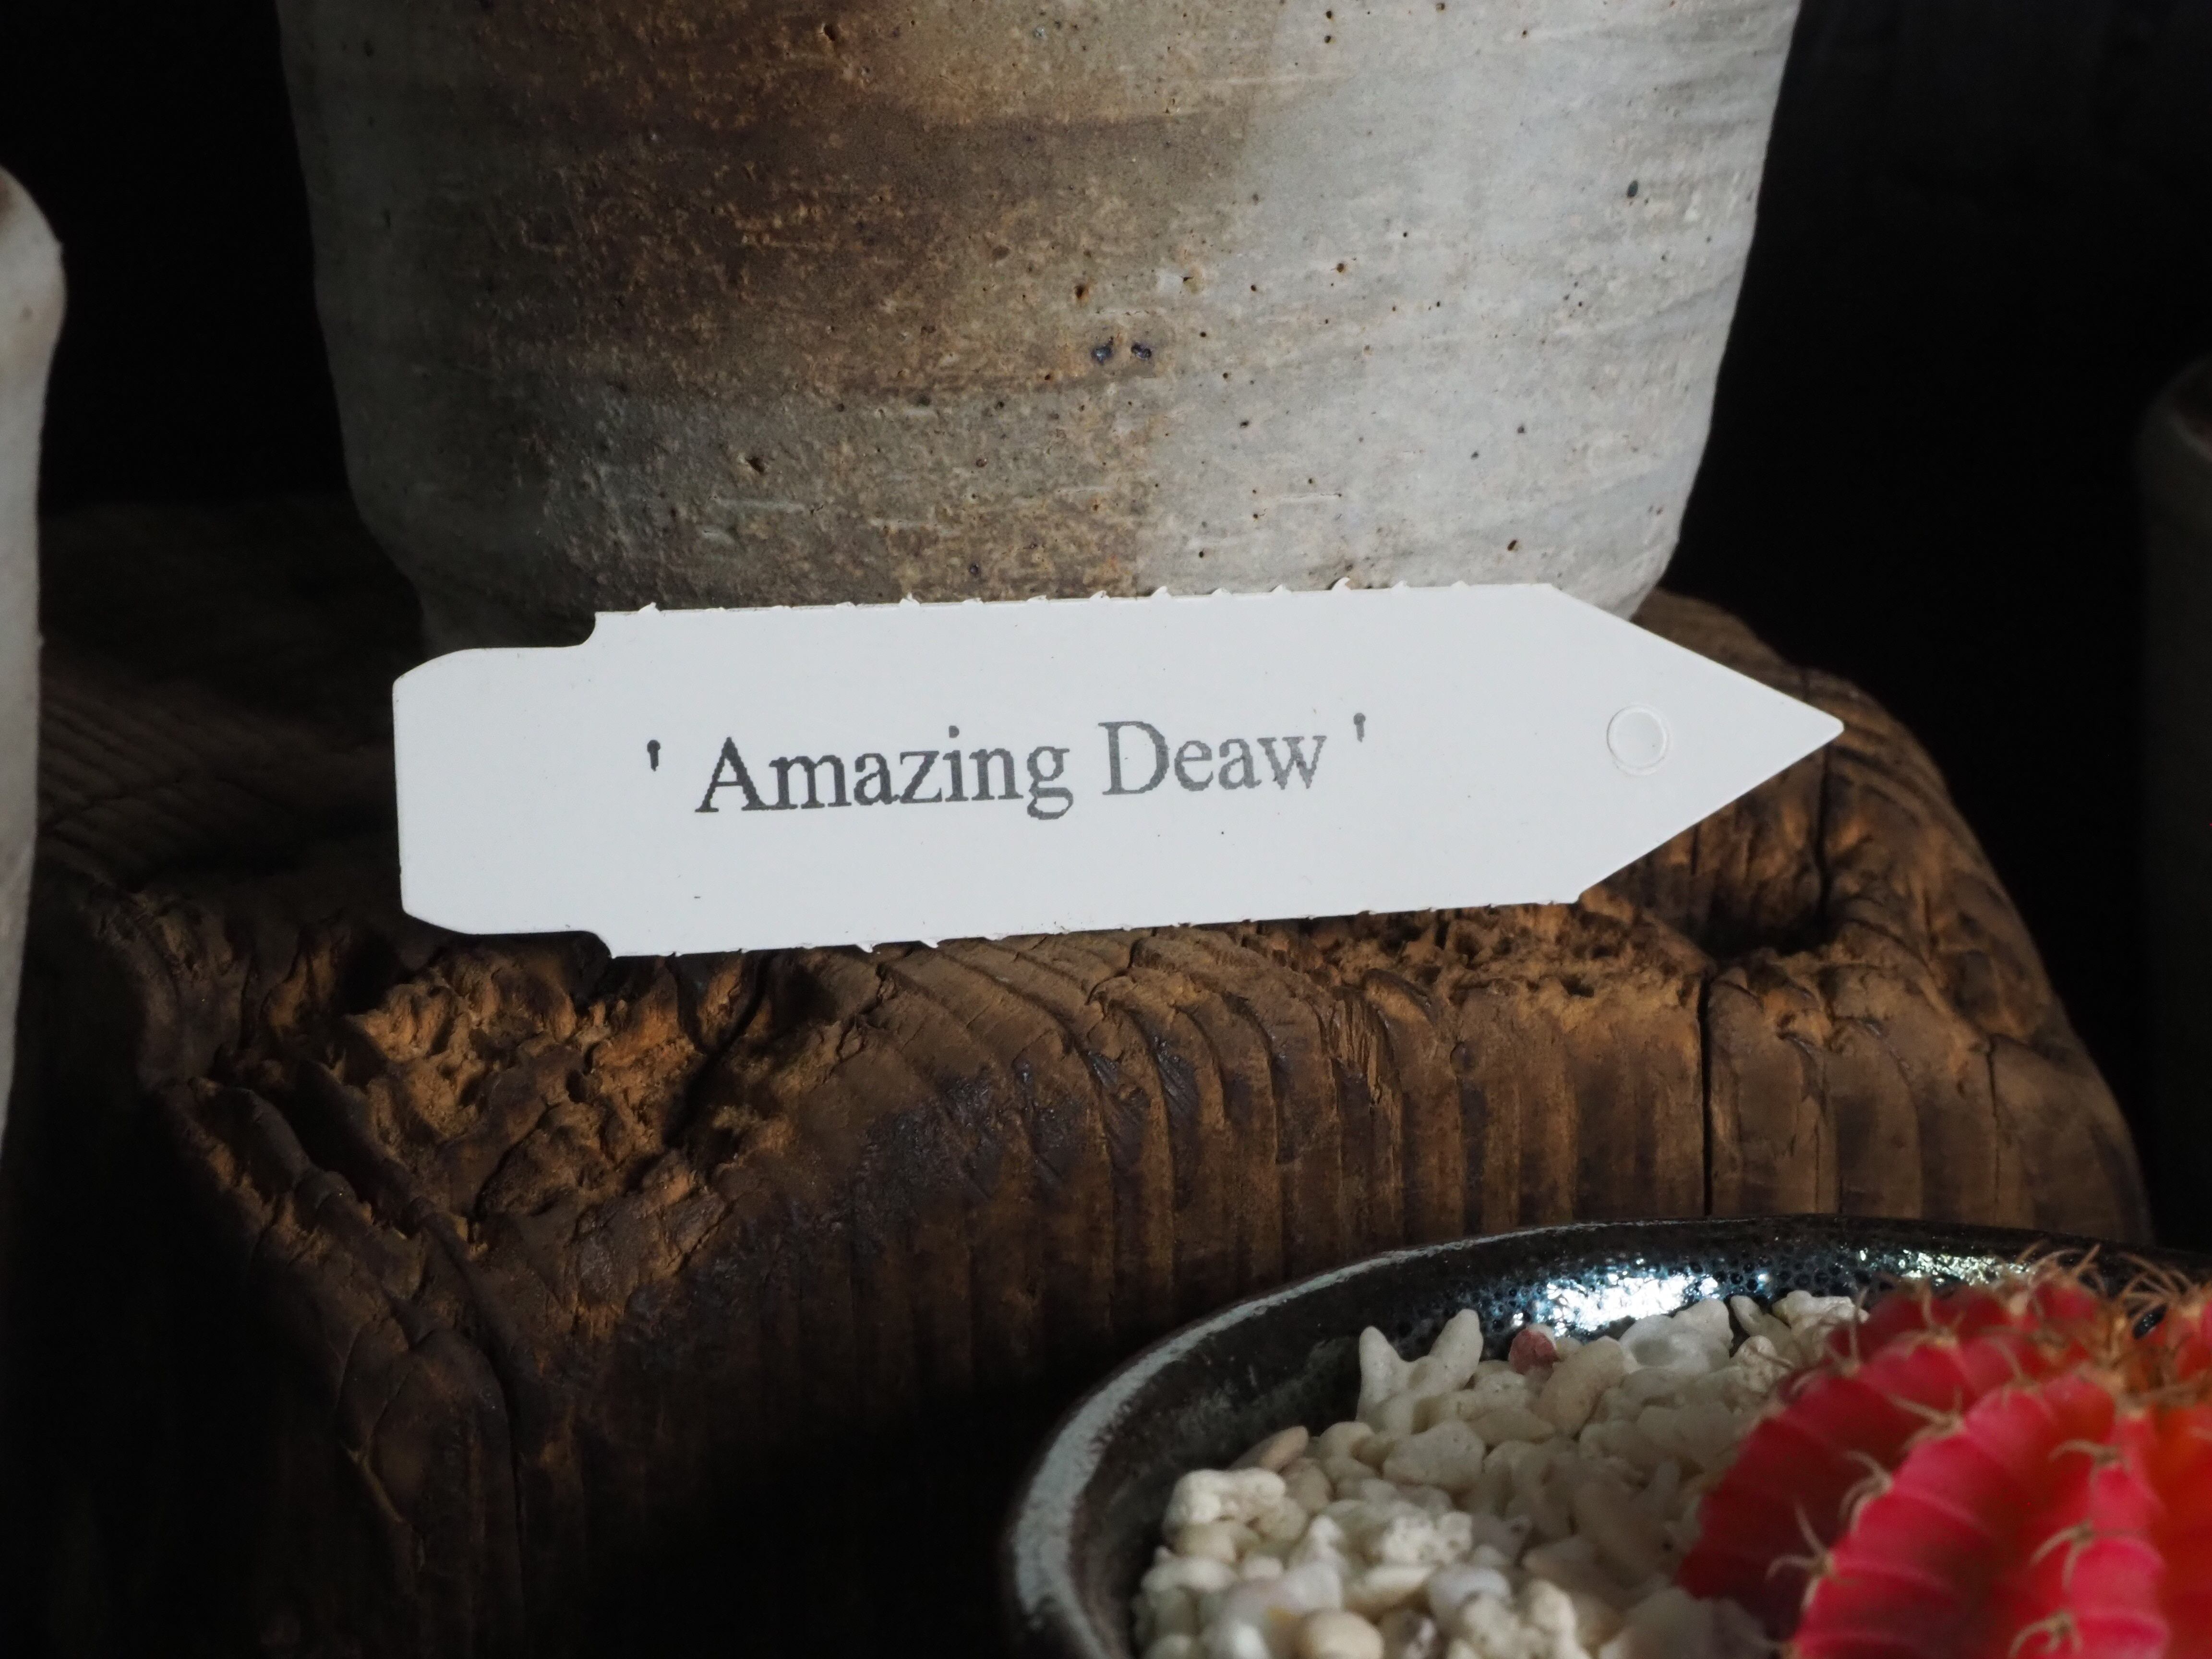 ' Amazing Deaw '